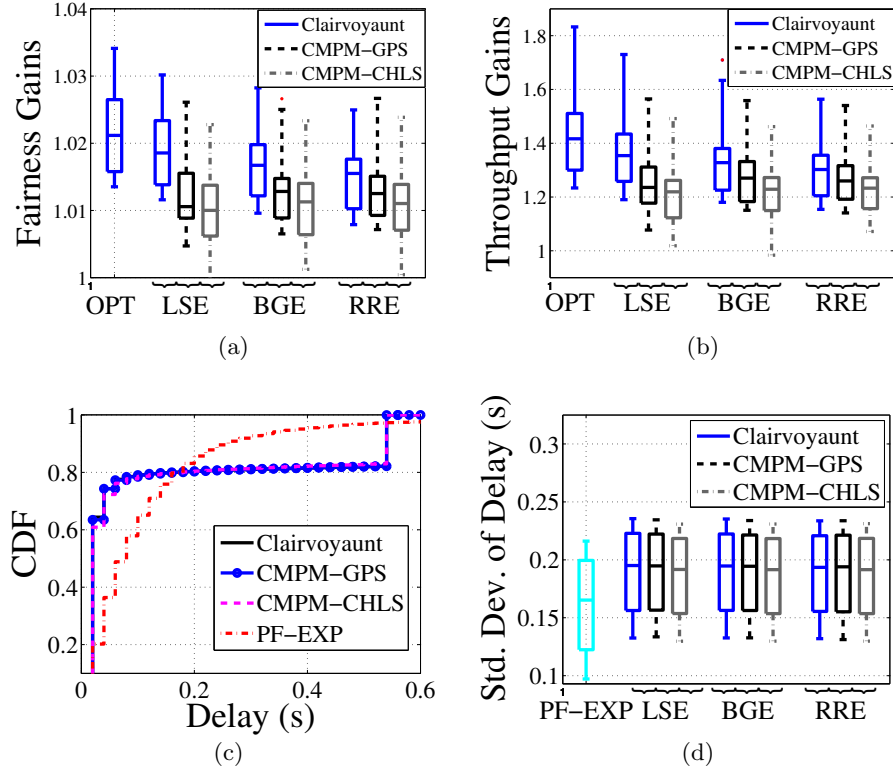 1.04
1.03
1.02
1.01
1
Fairness Gains
Clairvoyaunt
CMPM-GPS
CMPM-CHLS
1
OPT LSE BGE RRE
(a)
1.8
1.6
1.4
1.2
1
Throughput Gains
Clairvoyaunt
CMPM-GPS
CMPM-CHLS
1
OPT LSE BGE RRE
(b)
1
0.8
0.6
0.4
0.2
CDF
Clairvoyaunt
CMPM-GPS
CMPM-CHLS
PF-EXP
0 0.2 0.4 0.6
Delay (s)
(c)
0.3
0.25
0.2
0.15
0.1
Std. Dev. of Delay (s)
Clairvoyaunt
CMPM-GPS
CMPM-CHLS
1
PF-EXP LSE BGE RRE
(d)